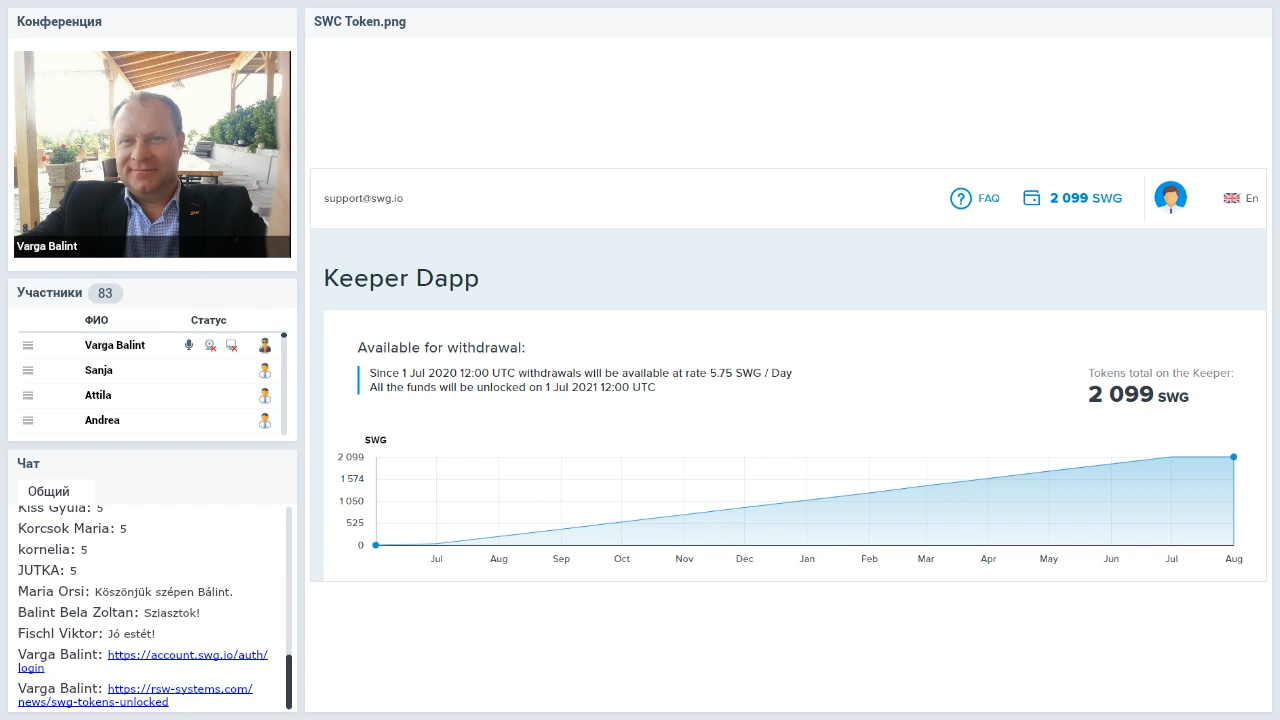 Конференция
Varga Balint
Участники 83
ФИО Статус
Varga Balint
Sanja
Attila
Andrea
Чат
Общий
Kiss Gyula: 5
Korcsok Maria: 5
kornelia: 5
JUTKA: 5
Maria Orsi: Köszönjük szépen Bálint.
Balint Bela Zoltan: Sziasztok!
Fischl Viktor: Jó estét!
Varga Balint: https://account.swg.io/auth/
login
Varga Balint: https://rsw-systems.com/
news/swg-tokens-unlocked
SWC Token.png
support@swg.io
? FAQ
2 099 SWG
En
Keeper Dapp
Available for withdrawal:
Since 1 Jul 2020 12:00 UTC withdrawals will be available at rate 5.75 SWG / Day
All the funds will be unlocked on 1 Jul 2021 12:00 UTC
Tokens total on the Keeper:
2 099 SWG
SWG
2 099
1 574
1 050
525
0
Jul Aug Sep Oct Nov Dec Jan Feb Mar Apr May Jun Jul Aug